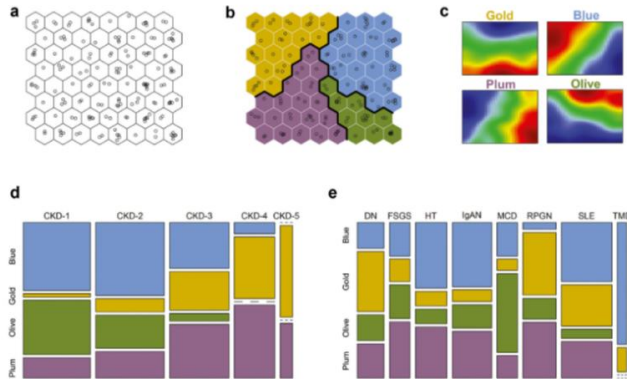 a
b
c
Gold
Blue
Plum
Olive
d
CKD-1
CKD-2
CKD-3
CKD-4
CKD-5
Blue
Gold
Olive
Plum
e
DN
FSGS
HT
IgAN
MCD
RPGN
SLE
TMD
Blue
Gold
Olive
Plum